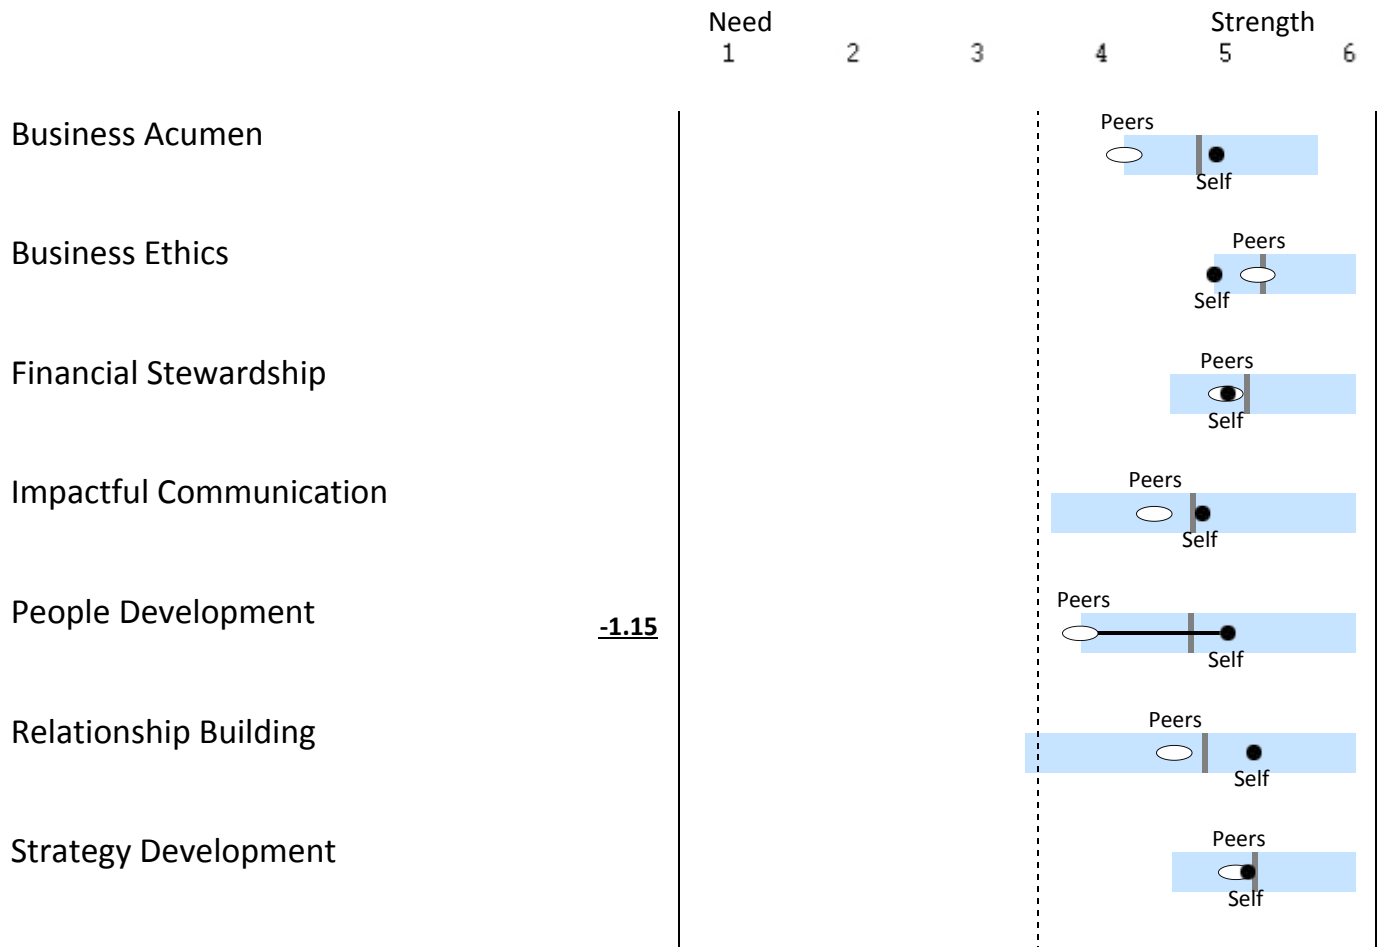 Need Strength
1 2 3 4 5 6
Peers
Business Acumen
Self
Peers
Business Ethics
Self
Peers
Financial Stewardship
Self
Peers
Impactful Communication
Self
Peers
People Development
-1.15
Self
Peers
Relationship Building
Self
Peers
Strategy Development
Self